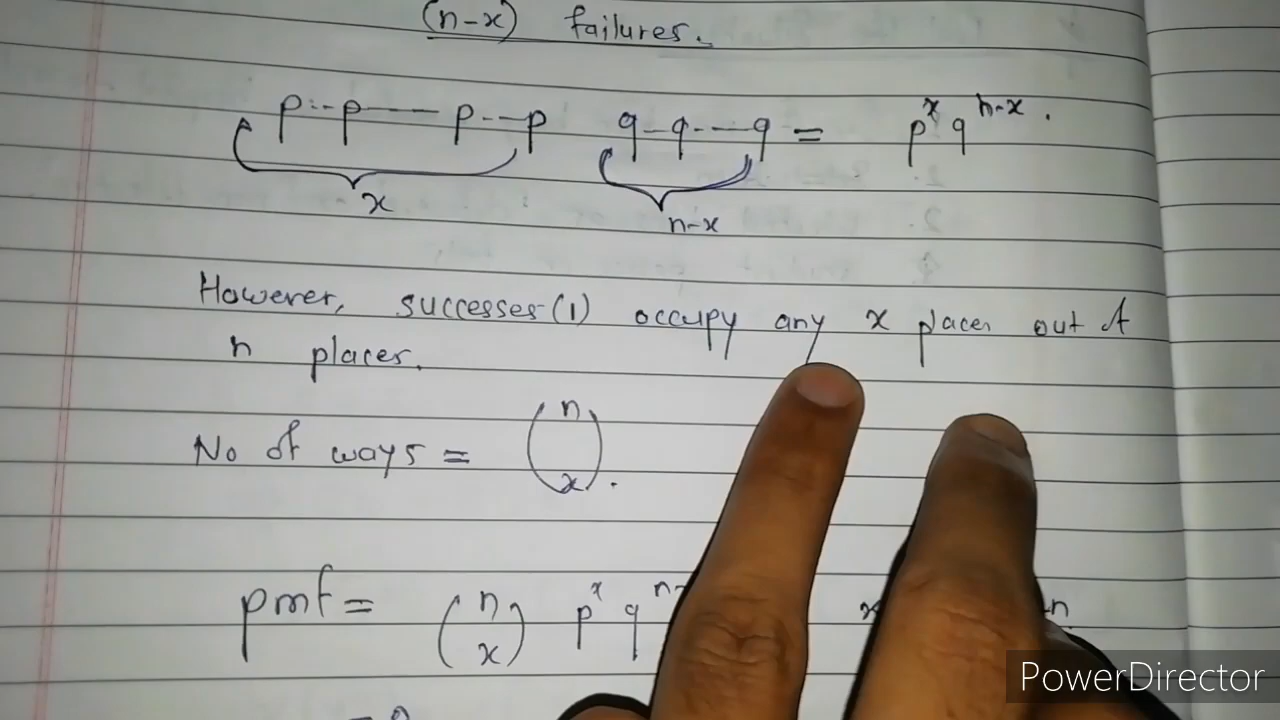 (n-x) failures.
p--p---p--p q-q---q = p^x q^{n-x}.
x
n-x
However, successes(1) occupy any x places out of
n places.
No of ways = (n x).
pmf = (n x) p^x q^{n-
PowerDirector